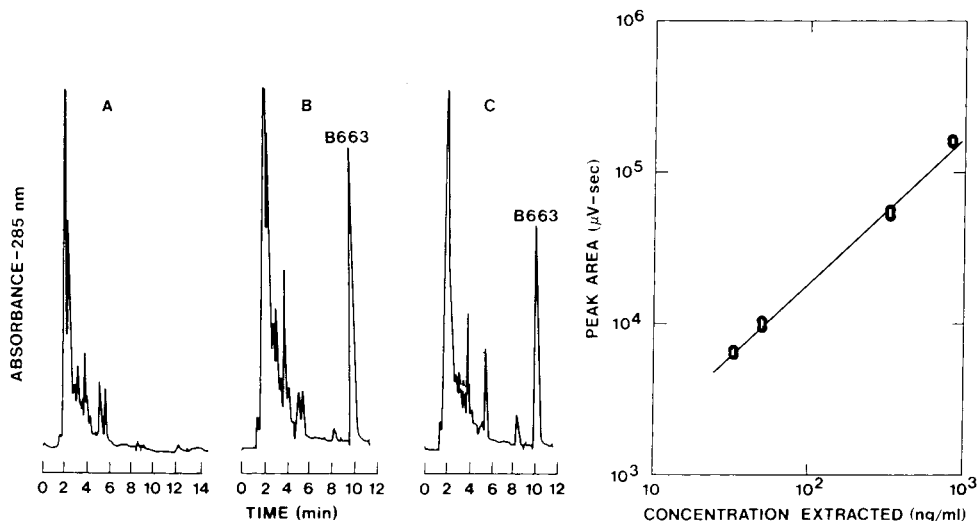 A
B
C
B663
B663
ABSORBANCE-285 nm
0 2 4 6 8 10 12 14
0 2 4 6 8 10 12
0 2 4 6 8 10 12
TIME (min)
10⁶
10⁵
10⁴
10³
PEAK AREA (μV-sec)
10 10² 10³
CONCENTRATION EXTRACTED (ng/ml)